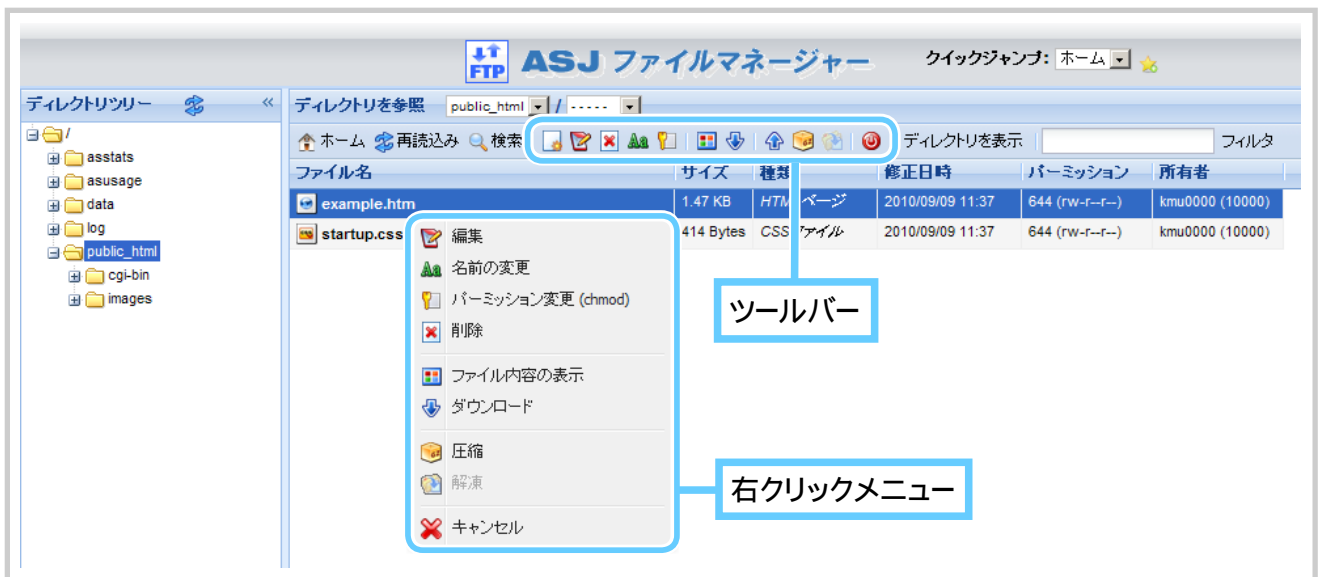 FTP ASJ ファイルマネージャー クイックジャンプ: ホーム
ディレクトリツリー « ディレクトリを参照 public_html / -----
/
asstats
asusage
data
log
public_html
cgi-bin
images
ホーム 再読込み 検索 Aa ディレクトリを表示 フィルタ
ファイル名 サイズ 種類 修正日時 パーミッション 所有者
example.htm 1.47 KB HTMLページ 2010/09/09 11:37 644 (rw-r--r--) kmu0000 (10000)
startup.css 414 Bytes CSSファイル 2010/09/09 11:37 644 (rw-r--r--) kmu0000 (10000)
編集
Aa 名前の変更
パーミッション変更 (chmod)
削除
ファイル内容の表示
ダウンロード
圧縮
解凍
キャンセル
ツールバー
右クリックメニュー